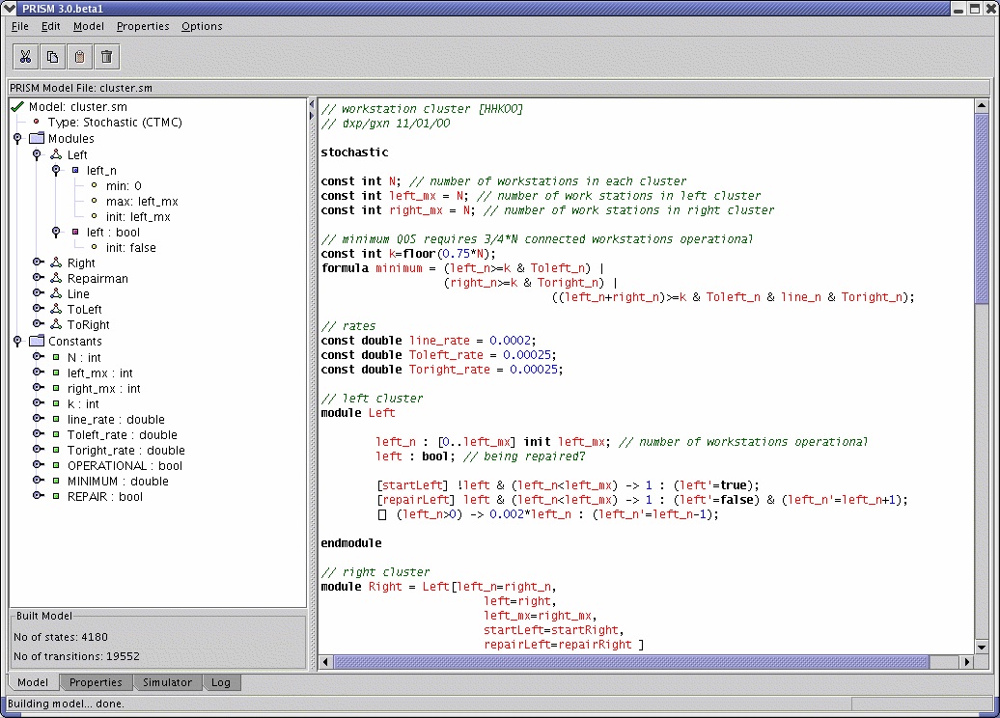 PRISM 3.0.beta1
File Edit Model Properties Options
PRISM Model File: cluster.sm
Model: cluster.sm
Type: Stochastic (CTMC)
Modules
Left
left_n
min: 0
max: left_mx
init: left_mx
left : bool
init: false
Right
Repairman
Line
ToLeft
ToRight
Constants
N : int
left_mx : int
right_mx : int
k : int
line_rate : double
Toleft_rate : double
Toright_rate : double
OPERATIONAL : bool
MINIMUM : double
REPAIR : bool
Built Model
No of states: 4180
No of transitions: 19552
// workstation cluster [HHK00]
// dxp/gxn 11/01/00
stochastic
const int N; // number of workstations in each cluster
const int left_mx = N; // number of work stations in left cluster
const int right_mx = N; // number of work stations in right cluster
// minimum QOS requires 3/4*N connected workstations operational
const int k=floor(0.75*N);
formula minimum = (left_n>=k & Toleft_n) |
(right_n>=k & Toright_n) |
((left_n+right_n)>=k & Toleft_n & line_n & Toright_n);
// rates
const double line_rate = 0.0002;
const double Toleft_rate = 0.00025;
const double Toright_rate = 0.00025;
// left cluster
module Left
left_n : [0..left_mx] init left_mx; // number of workstations operational
left : bool; // being repaired?
[startLeft] !left & (left_n<left_mx) -> 1 : (left'=true);
[repairLeft] left & (left_n<left_mx) -> 1 : (left'=false) & (left_n'=left_n+1);
[] (left_n>0) -> 0.002*left_n : (left_n'=left_n-1);
endmodule
// right cluster
module Right = Left[left_n=right_n,
left=right,
left_mx=right_mx,
startLeft=startRight,
repairLeft=repairRight ]
Model Properties Simulator Log
Building model... done.